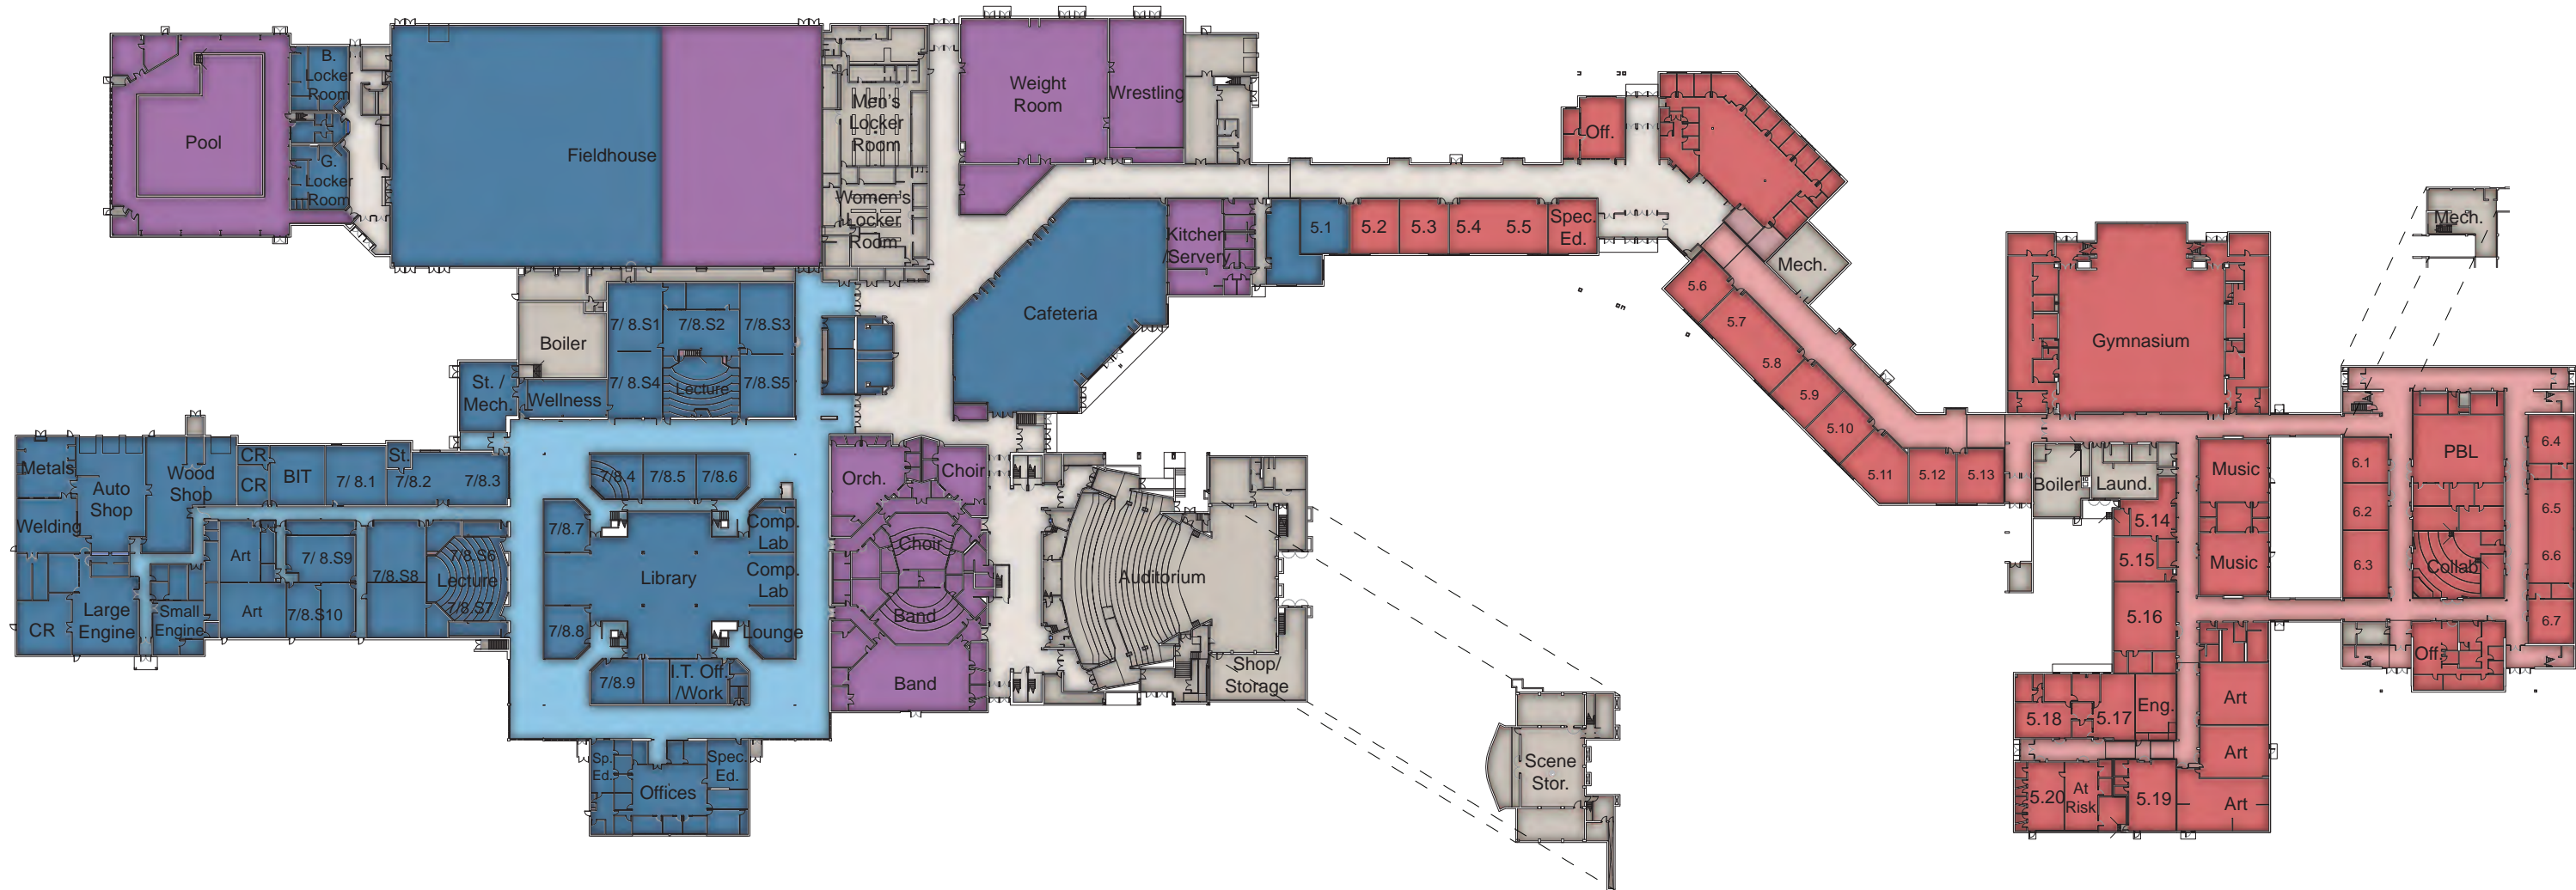 B.
Locker
Room
Pool
G.
Locker
Room
Fieldhouse
Men's
Locker
Room
Women's
Locker
Room
Weight
Room
Wrestling
Kitchen
/Servery
Cafeteria
5.1
5.2
5.3
5.4
5.5
Spec.
Ed.
Off.
Mech.
5.6
5.7
5.8
5.9
5.10
5.11
5.12
5.13
Gymnasium
Mech.
Boiler
7/ 8.S1
7/8.S2
7/8.S3
7/ 8.S4
Lecture
7/8.S5
St. /
Mech.
Wellness
Metals
Auto
Shop
Wood
Shop
CR
CR
BIT
7/ 8.1
St.
7/8.2
7/8.3
Welding
Art
7/ 8.S9
7/8.S8
7/8.S6
Lecture
7/8.S7
CR
Large
Engine
Small
Engine
Art
7/8.S10
7/8.4
7/8.5
7/8.6
7/8.7
Comp.
Lab
Library
Comp.
Lab
7/8.8
Lounge
7/8.9
I.T. Off.
/Work
Sp.
Ed.
Spec.
Ed.
Offices
Orch.
Choir
Choir
Band
Band
Auditorium
Shop/
Storage
Scene
Stor.
Boiler
Laund.
Music
5.14
5.15
Music
5.16
5.18
5.17
Eng.
Art
Art
5.20
At
Risk
5.19
Art
6.1
6.2
6.3
PBL
Collab
Off.
6.4
6.5
6.6
6.7